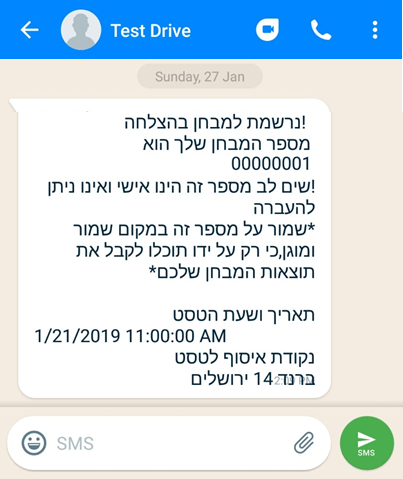 Test Drive
Sunday, 27 Jan
!נרשמת למבחן בהצלחה
מספר המבחן שלך הוא
00000001
!שים לב מספר זה הינו אישי ואינו ניתן
להעברה
*שמור על מספר זה במקום שמור
ומוגן,כי רק על ידו תוכלו לקבל את
תוצאות המבחן שלכם*
תאריך ושעת הטסט
1/21/2019 11:00:00 AM
נקודת איסוף לטסט
ברנד 14 ירושלים
SMS
SMS